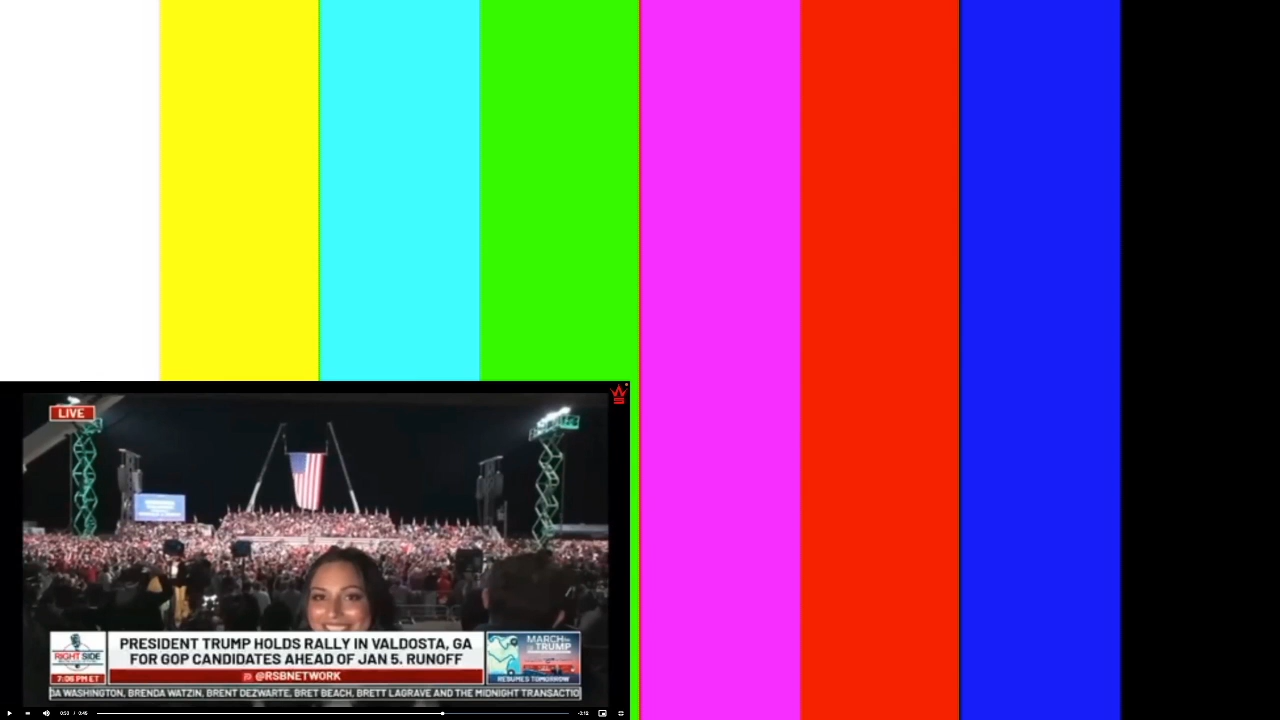 LIVE
PRESIDENT TRUMP HOLDS RALLY IN VALDOSTA, GA
FOR GOP CANDIDATES AHEAD OF JAN 5. RUNOFF
@RSBNETWORK
RIGHT SIDE
7:06 PM ET
MARCH
TRUMP
RESUMES TOMORROW
DA WASHINGTON, BRENDA WATZIN, BRENT DEZWARTE, BRET BEACH, BRETT LAGRAVE AND THE MIDNIGHT TRANSACTIO